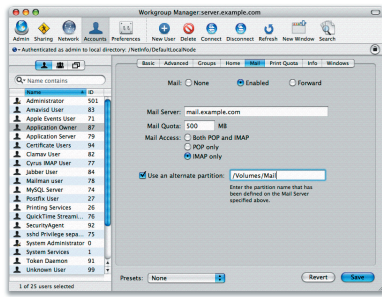 Workgroup Manager: server.example.com
Admin Sharing Network Accounts Preferences New User Delete Connect Disconnect Refresh New Window Search
Authenticated as admin to local directory: /NetInfo/DefaultLocalNode
Basic Advanced Groups Home Mail Print Quota Info Windows
Name contains
Name ID
Administrator 501
Amavisd User 83
Apple Events User 71
Application Owner 87
Application Server 79
Certificate Users 94
Clamav User 82
Cyrus IMAP User 77
Jabber User 84
Mailman user 78
MySQL Server 74
Postfix User 27
Printing Services 26
QuickTime Streami... 76
SecurityAgent 92
sshd Privilege sepa... 75
System Administrator 0
System Services 1
Token Daemon 91
Unknown User 99
1 of 25 users selected
Mail: None Enabled Forward
Mail Server: mail.example.com
Mail Quota: 500 MB
Mail Access: Both POP and IMAP
POP only
IMAP only
Use an alternate partition: /Volumes/Mail
Enter the partition name that has
been defined on the Mail Server
specified above.
Presets: None Revert Save